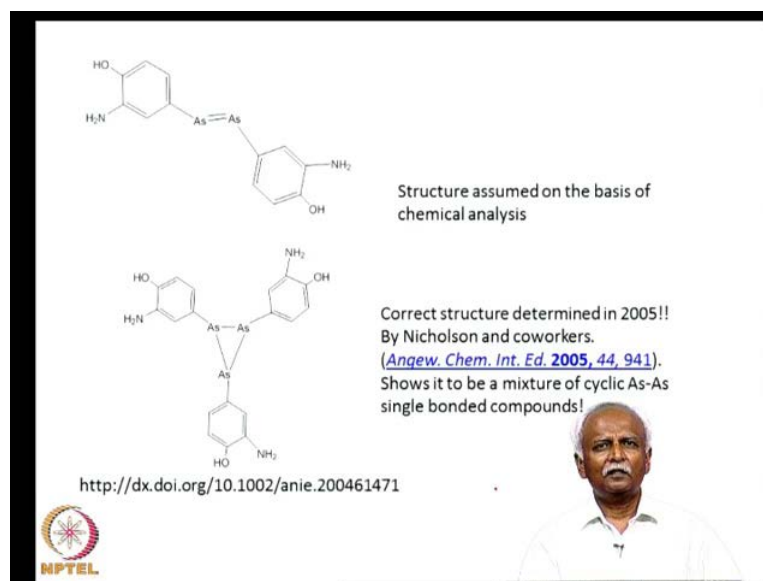 HO
H₂N
As
As
NH₂
OH
Structure assumed on the basis of
chemical analysis
NH₂
HO
OH
H₂N
As
As
As
HO
NH₂
Correct structure determined in 2005!!
By Nicholson and coworkers.
(Angew. Chem. Int. Ed. 2005, 44, 941).
Shows it to be a mixture of cyclic As-As
single bonded compounds!
http://dx.doi.org/10.1002/anie.200461471
NPTEL